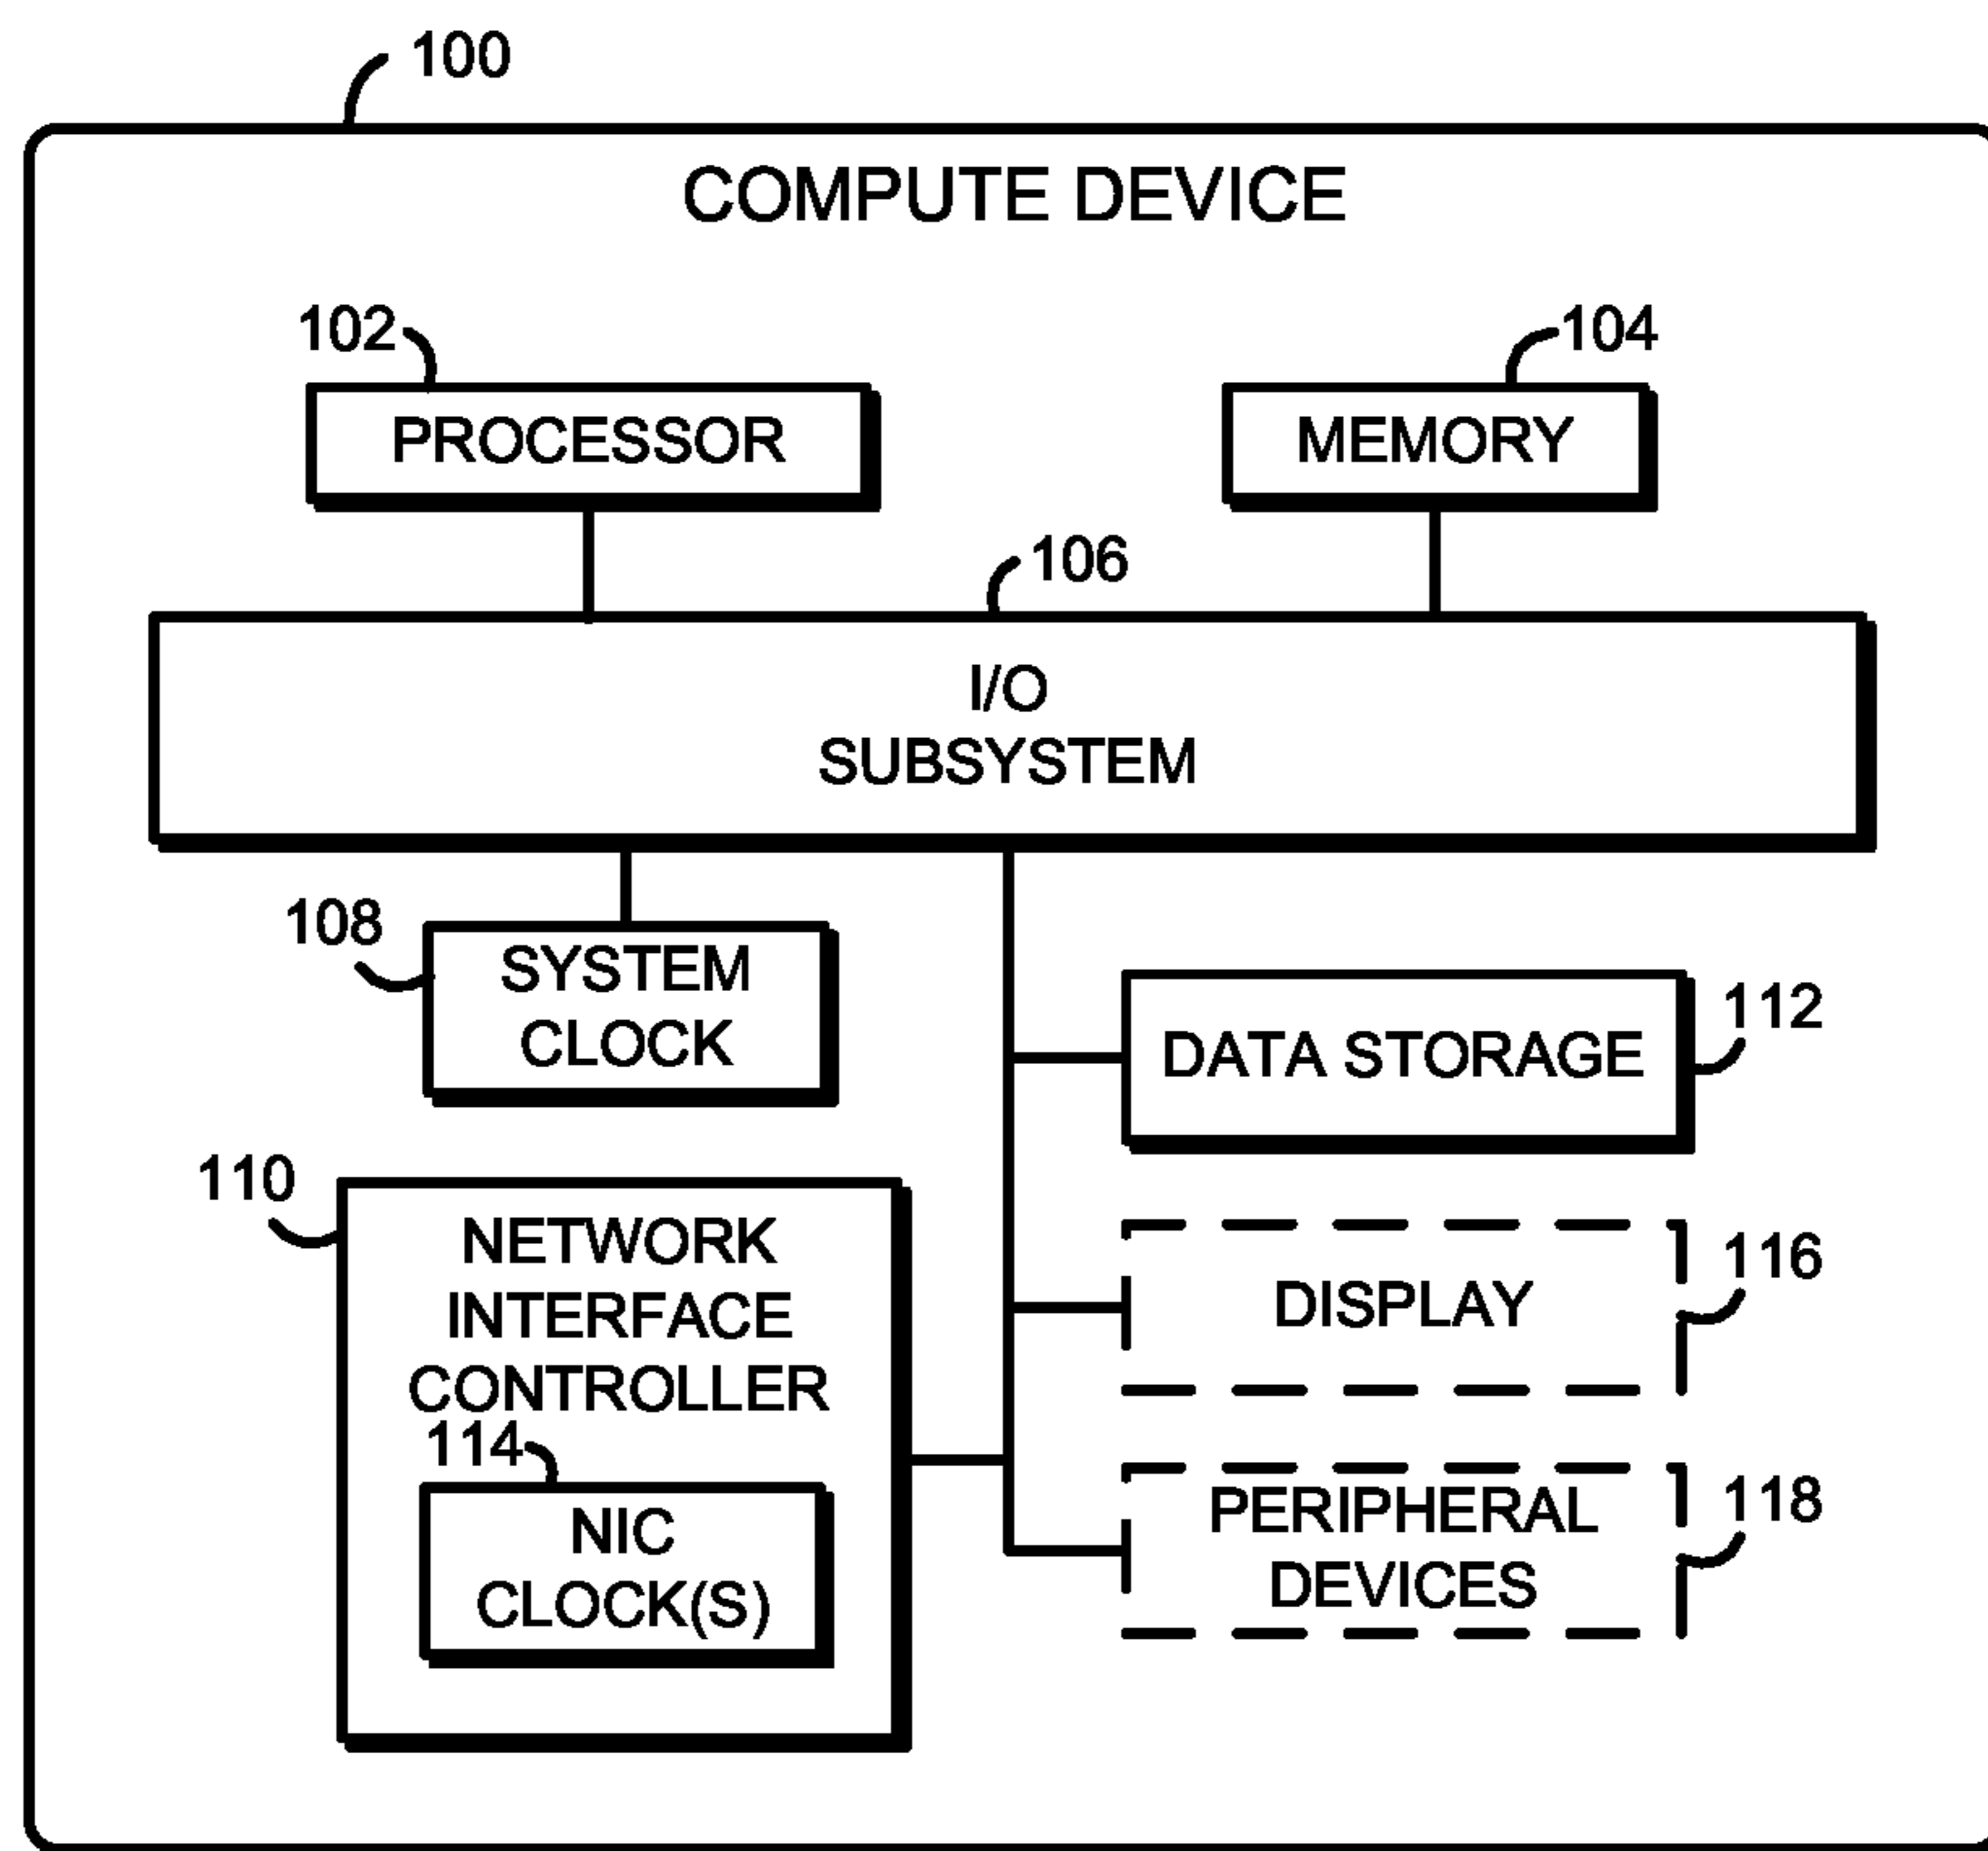 100
COMPUTE DEVICE
102
104
PROCESSOR
MEMORY
106
I/O
SUBSYSTEM
108
SYSTEM
CLOCK
112
DATA STORAGE
110
NETWORK
INTERFACE
CONTROLLER
116
DISPLAY
114
NIC
CLOCK(S)
118
PERIPHERAL
DEVICES